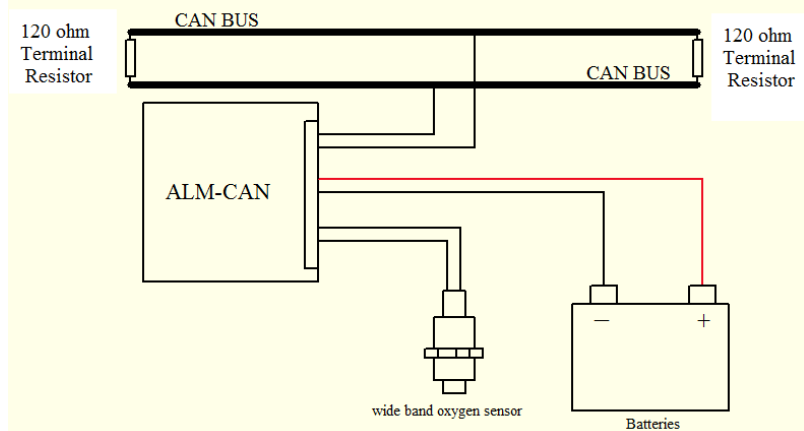 CAN BUS
120 ohm
Terminal
Resistor
120 ohm
Terminal
Resistor
CAN BUS
ALM-CAN
— +
wide band oxygen sensor
Batteries